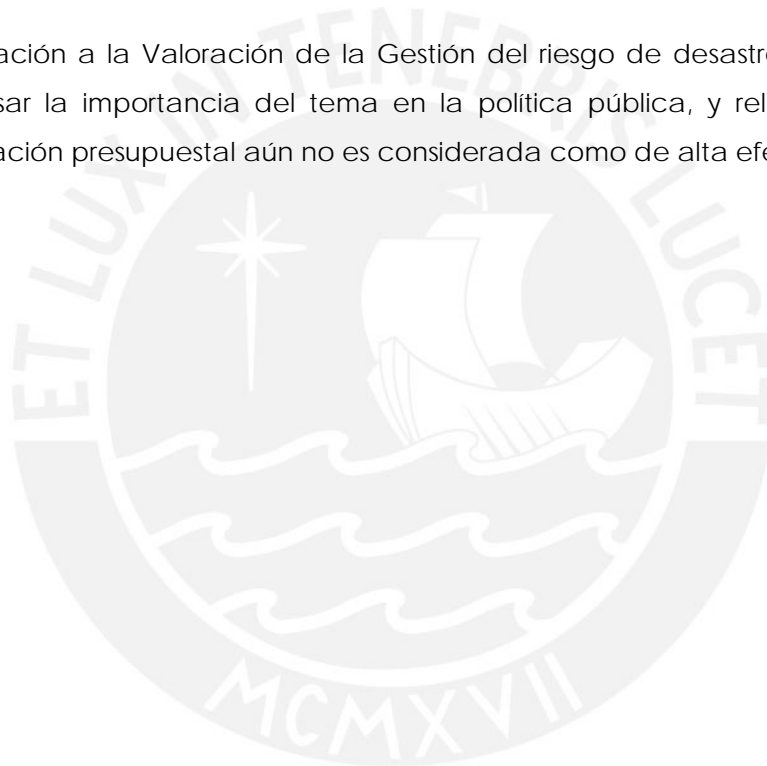 ación a la Valoración de la Gestión del riesgo de desastr
sar la importancia del tema en la política pública, y rel
ación presupuestal aún no es considerada como de alta efe
ET LUX IN TENEBRIS LUCET
MCMXVII